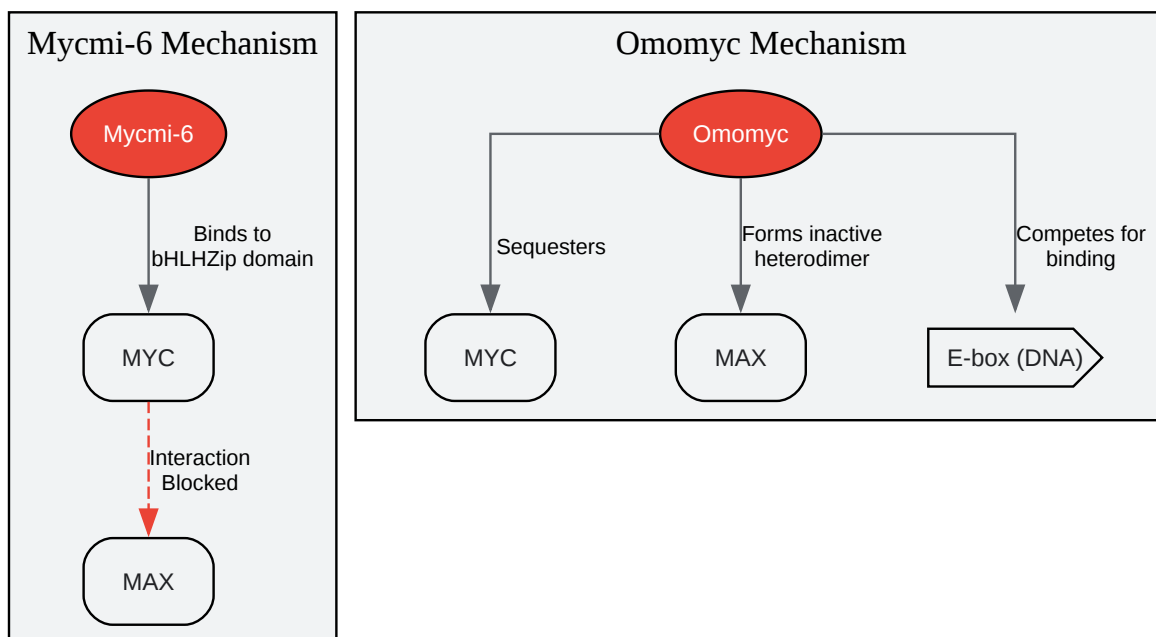 Mycmi-6 Mechanism
Mycmi-6
Binds to
bHLHZip domain
MYC
Interaction
Blocked
MAX
Omomyc Mechanism
Omomyc
Sequesters
Forms inactive
heterodimer
Competes for
binding
MYC
MAX
E-box (DNA)